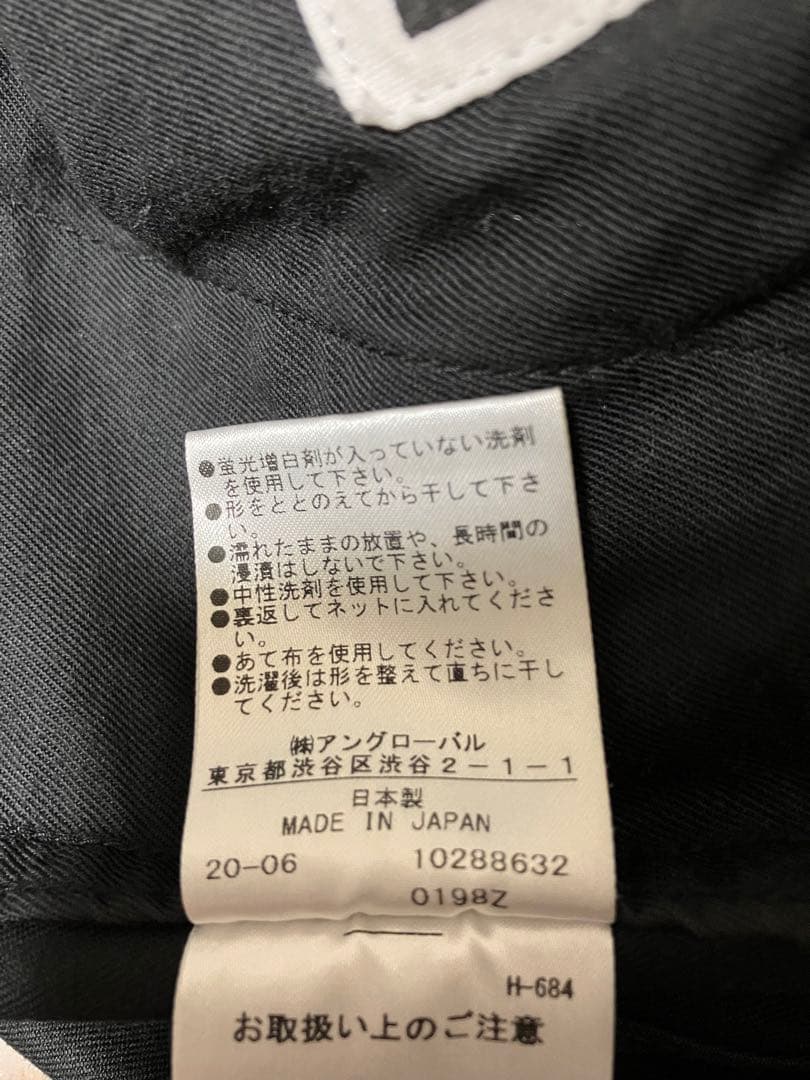 ●蛍光増白剤が入っていない洗剤
を使用して下さい。
●形をととのえてから干して下さ
い。
●濡れたままの放置や、長時間の
浸漬はしないで下さい。
●中性洗剤を使用して下さい。
●裏返してネットに入れてくださ
い。
●あて布を使用してください。
●洗濯後は形を整えて直ちに干し
てください。
㈱アングローバル
東京都渋谷区渋谷2-1-1
日本製
MADE IN JAPAN
20-06 10288632
0198Z
H-684
お取扱い上のご注意